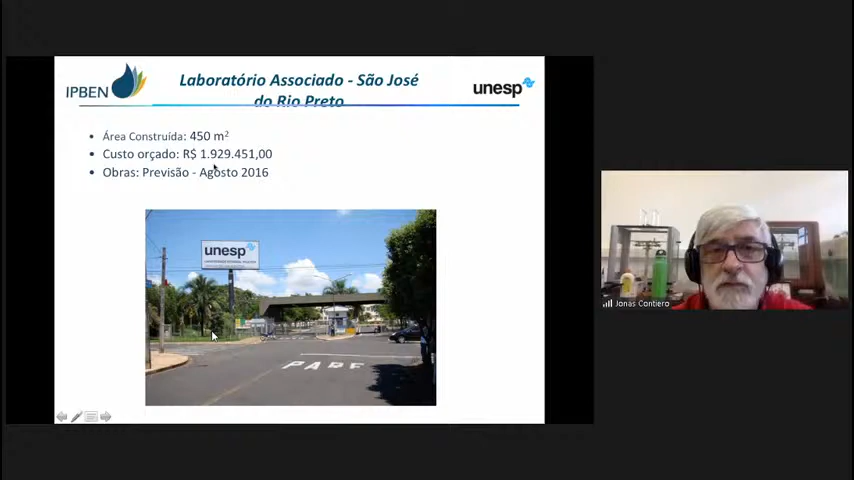 IPBEN
Laboratório Associado - São José
do Rio Preto
unesp
Área Construída: 450 m²
Custo orçado: R$ 1.929.451,00
Obras: Previsão - Agosto 2016
unesp
PARE
Jonas Contiero